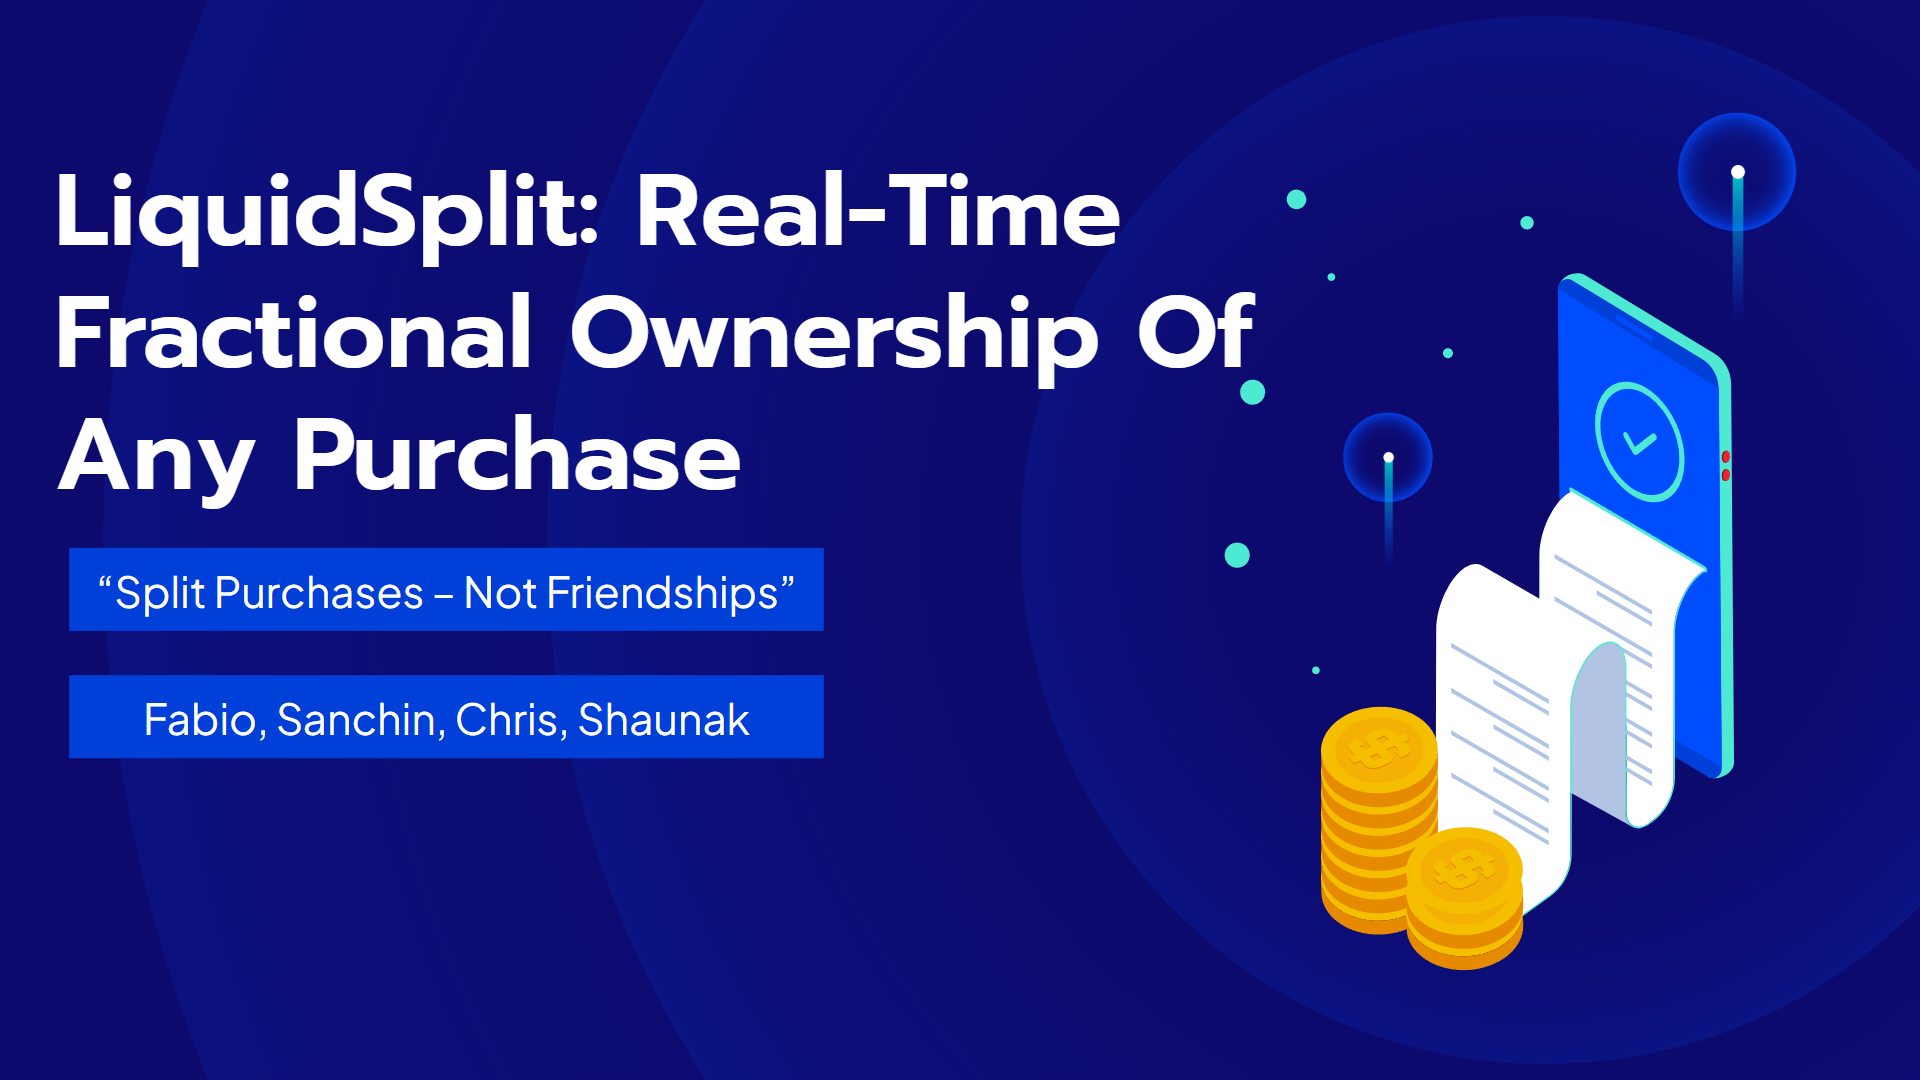 LiquidSplit: Real-Time
Fractional Ownership Of
Any Purchase
“Split Purchases – Not Friendships”
Fabio, Sanchin, Chris, Shaunak